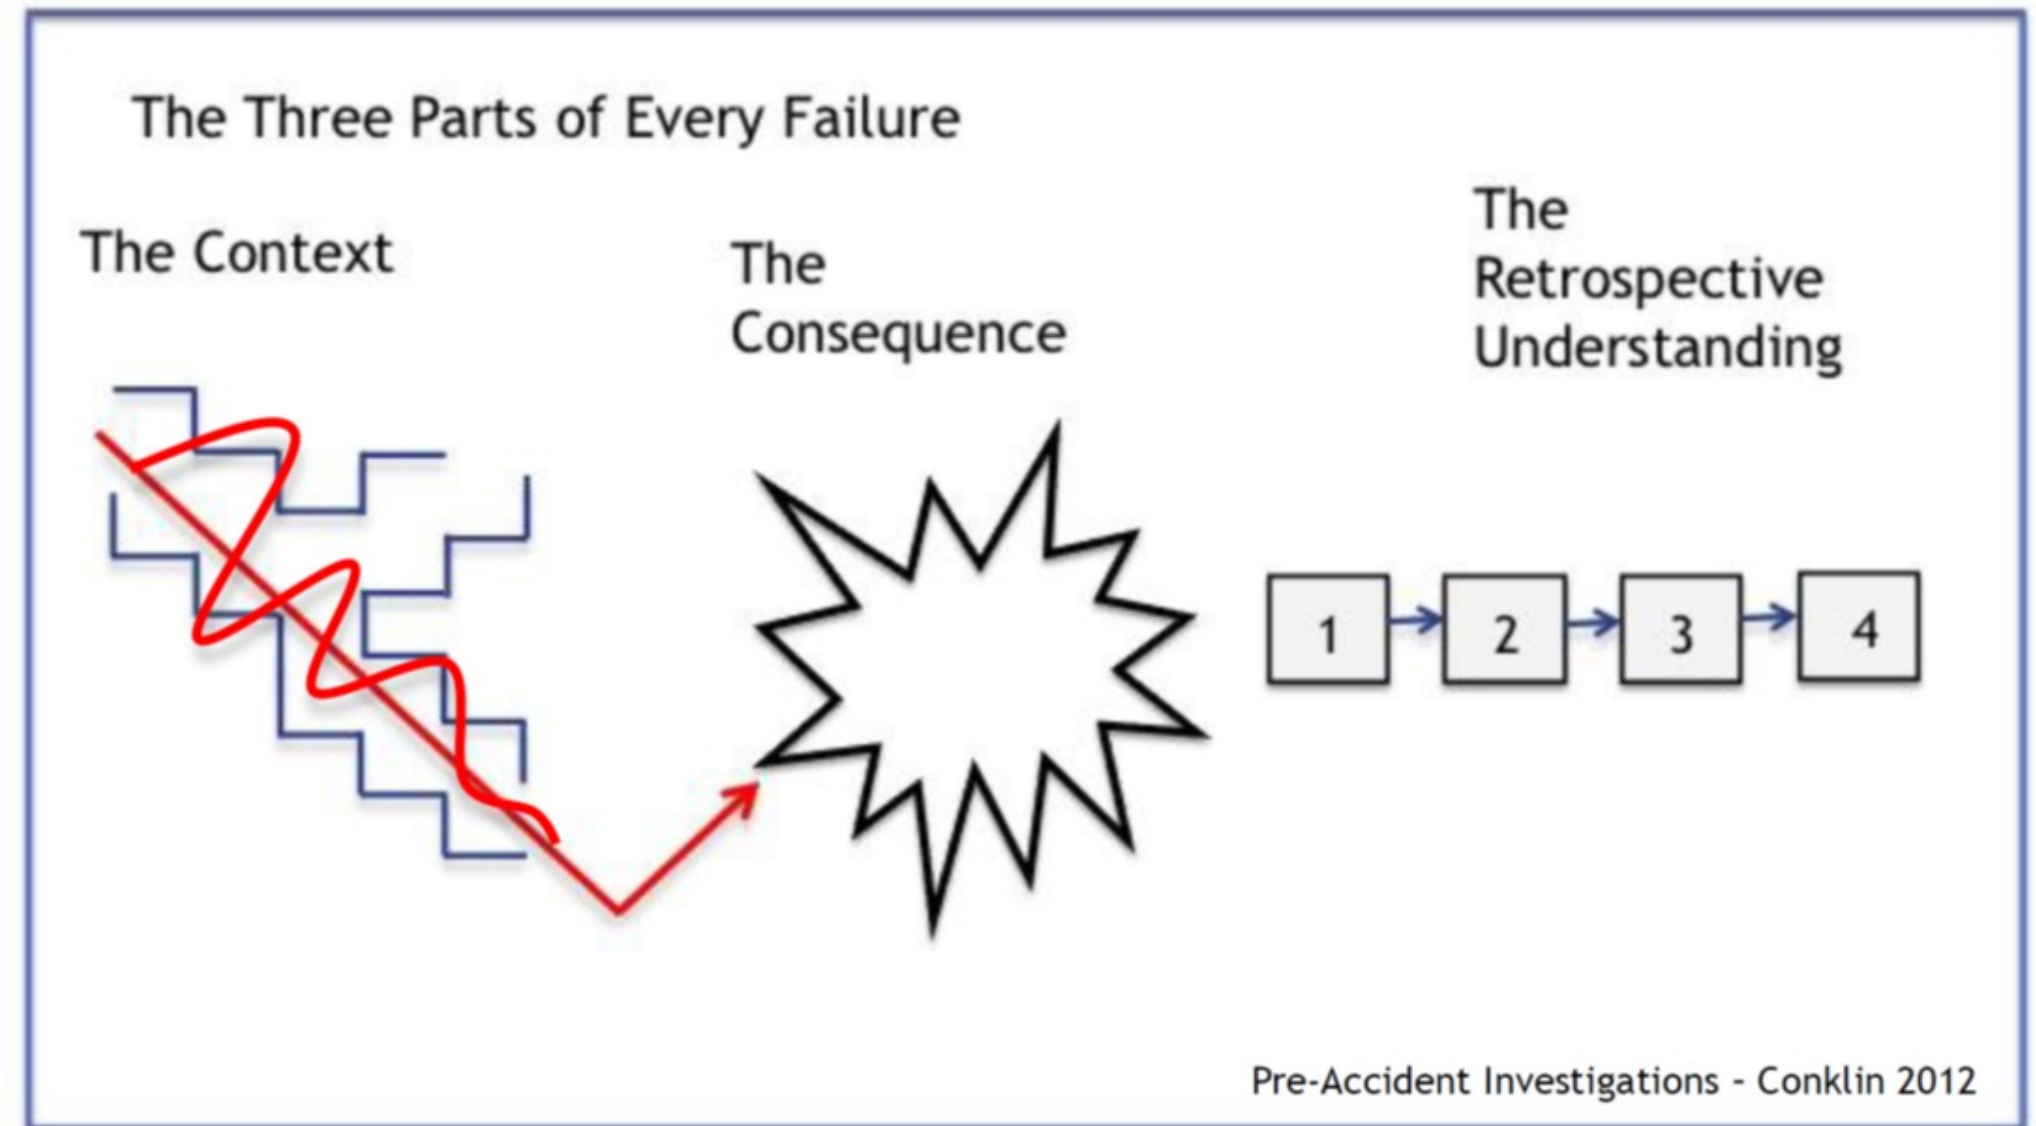 The Three Parts of Every Failure
The Context
The
Consequence
The
Retrospective
Understanding
1
2
3
4
Pre-Accident Investigations - Conklin 2012